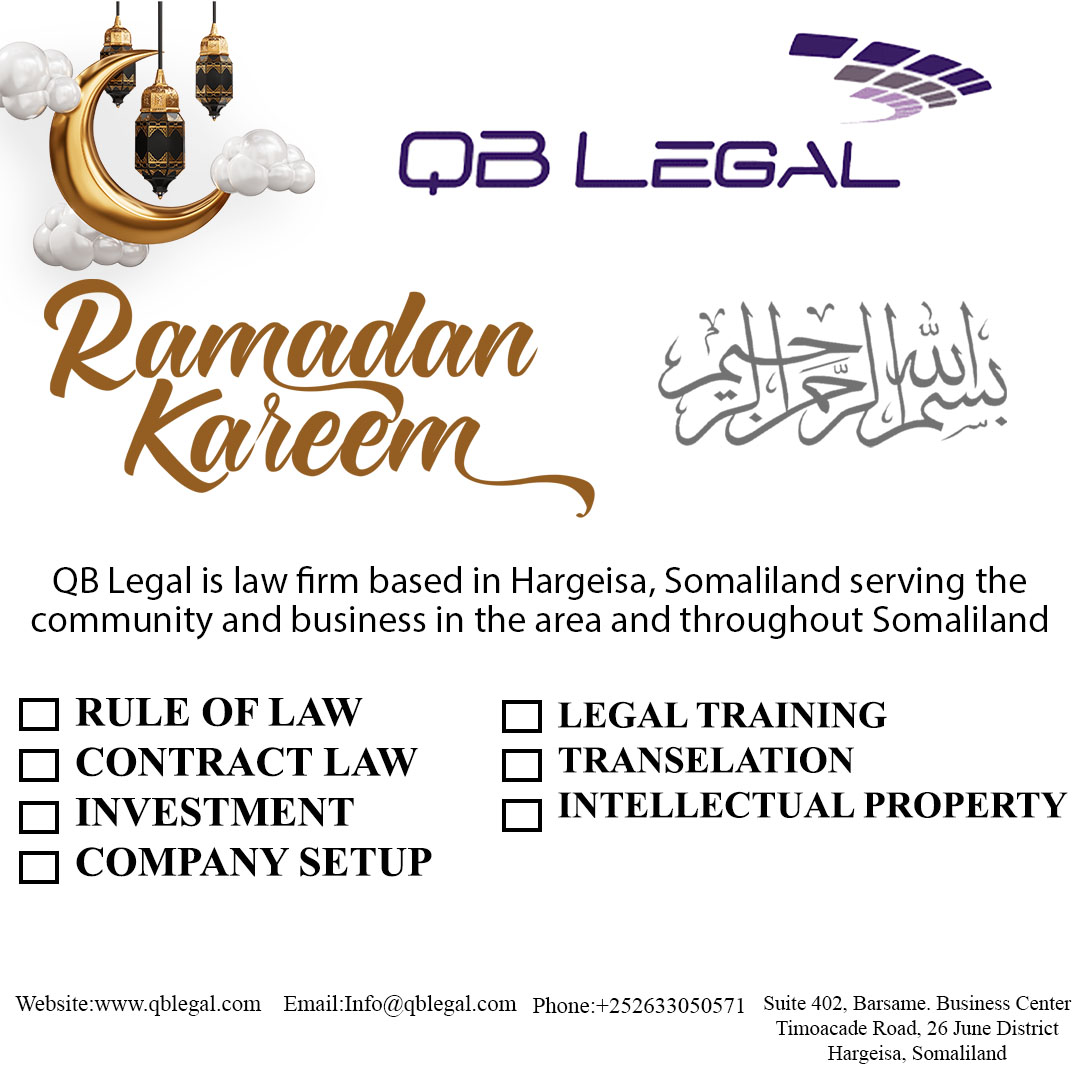 QB LEGAL
Ramadan
Kareem
بسم الله الرحمن الرحيم
QB Legal is law firm based in Hargeisa, Somaliland serving the
community and business in the area and throughout Somaliland
RULE OF LAW
CONTRACT LAW
INVESTMENT
COMPANY SETUP
LEGAL TRAINING
TRANSELATION
INTELLECTUAL PROPERTY
Website:www.qblegal.com
Email:Info@qblegal.com
Phone:+252633050571
Suite 402, Barsame. Business Center
Timoacade Road, 26 June District
Hargeisa, Somaliland